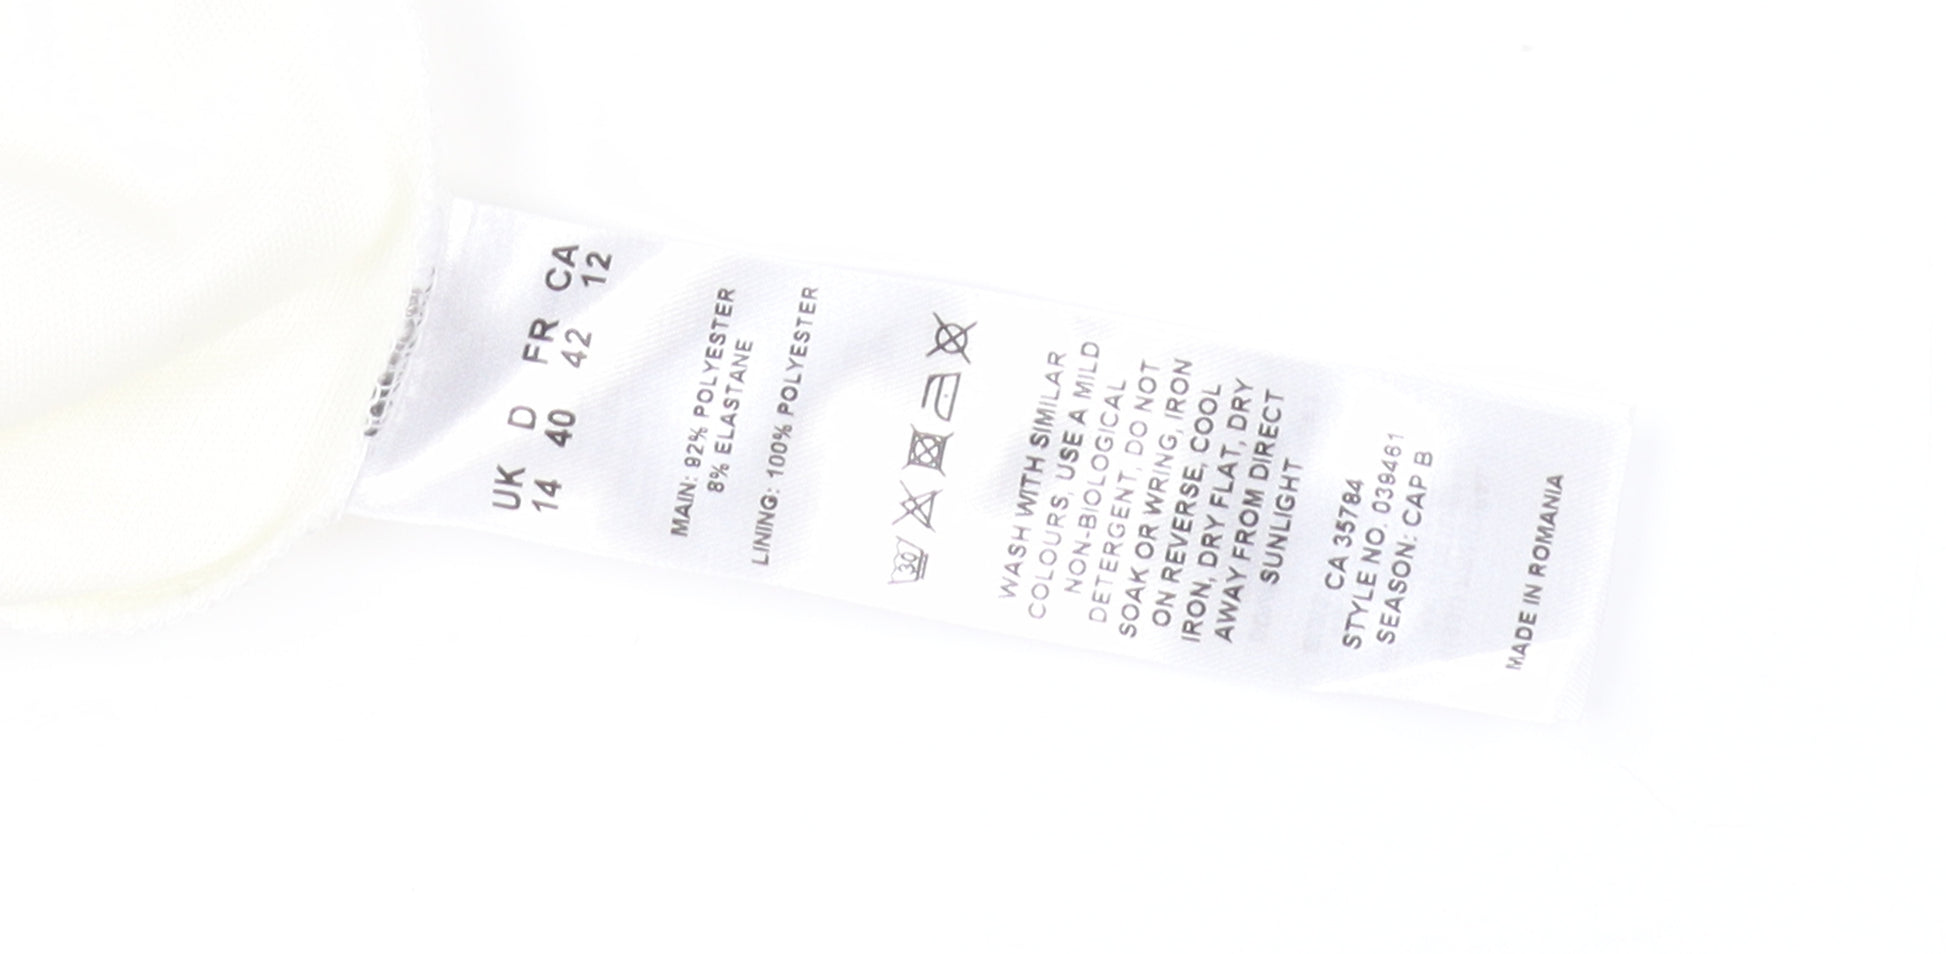 UK D FR CA
14 40 42 12
MAIN: 92% POLYESTER
8% ELASTANE
LINING: 100% POLYESTER
30
WASH WITH SIMILAR
COLOURS, USE A MILD
NON-BIOLOGICAL
DETERGENT, DO NOT
SOAK OR WRING, IRON
ON REVERSE, COOL
IRON, DRY FLAT, DRY
AWAY FROM DIRECT
SUNLIGHT
CA 35784
STYLE NO. 039461
SEASON: CAP B
MADE IN ROMANIA